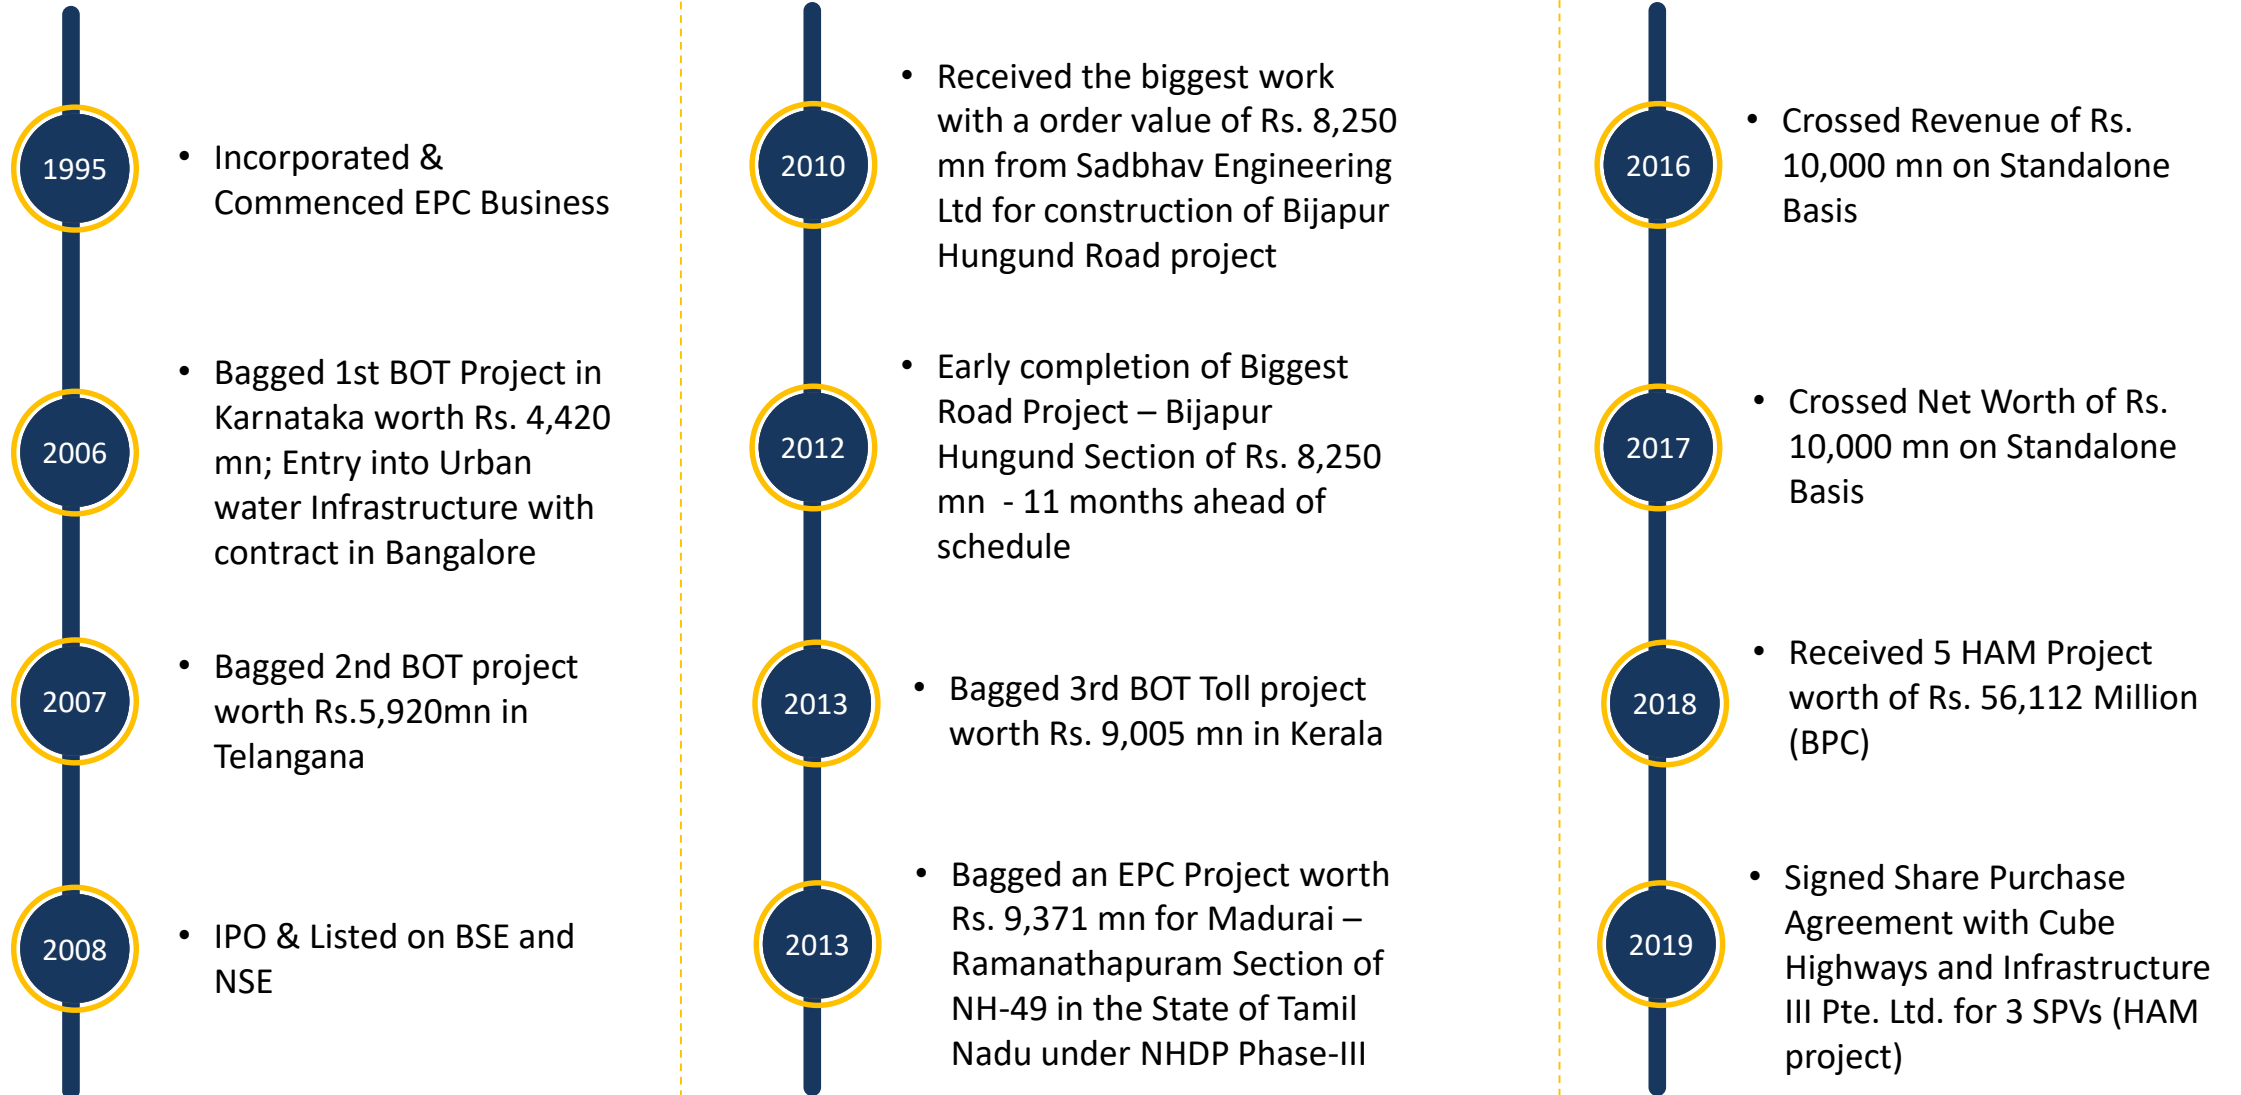 1995
• Incorporated &
Commenced EPC Business
2006
• Bagged 1st BOT Project in
Karnataka worth Rs. 4,420
mn; Entry into Urban
water Infrastructure with
contract in Bangalore
2007
• Bagged 2nd BOT project
worth Rs.5,920mn in
Telangana
2008
• IPO & Listed on BSE and
NSE
2010
• Received the biggest work
with a order value of Rs. 8,250
mn from Sadbhav Engineering
Ltd for construction of Bijapur
Hungund Road project
2012
• Early completion of Biggest
Road Project – Bijapur
Hungund Section of Rs. 8,250
mn  - 11 months ahead of
schedule
2013
• Bagged 3rd BOT Toll project
worth Rs. 9,005 mn in Kerala
2013
• Bagged an EPC Project worth
Rs. 9,371 mn for Madurai –
Ramanathapuram Section of
NH-49 in the State of Tamil
Nadu under NHDP Phase-III
2016
• Crossed Revenue of Rs.
10,000 mn on Standalone
Basis
2017
• Crossed Net Worth of Rs.
10,000 mn on Standalone
Basis
2018
• Received 5 HAM Project
worth of Rs. 56,112 Million
(BPC)
2019
• Signed Share Purchase
Agreement with Cube
Highways and Infrastructure
III Pte. Ltd. for 3 SPVs (HAM
project)